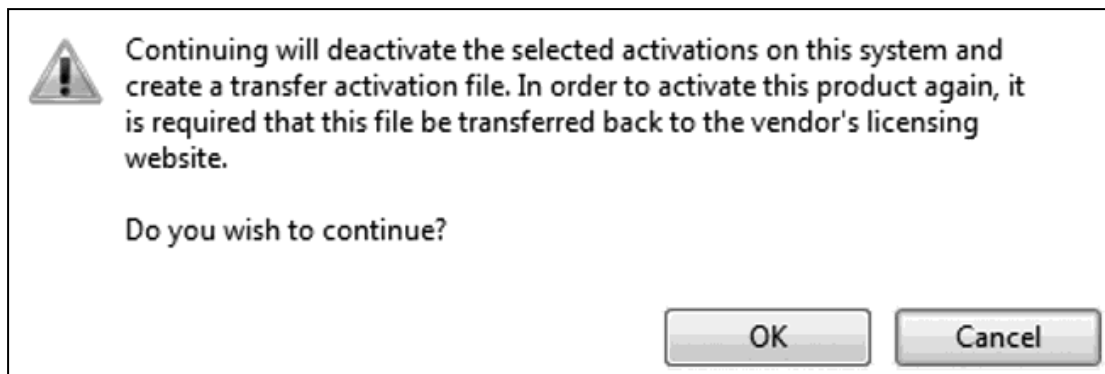 Continuing will deactivate the selected activations on this system and
create a transfer activation file. In order to activate this product again, it
is required that this file be transferred back to the vendor's licensing
website.
Do you wish to continue?
OK
Cancel